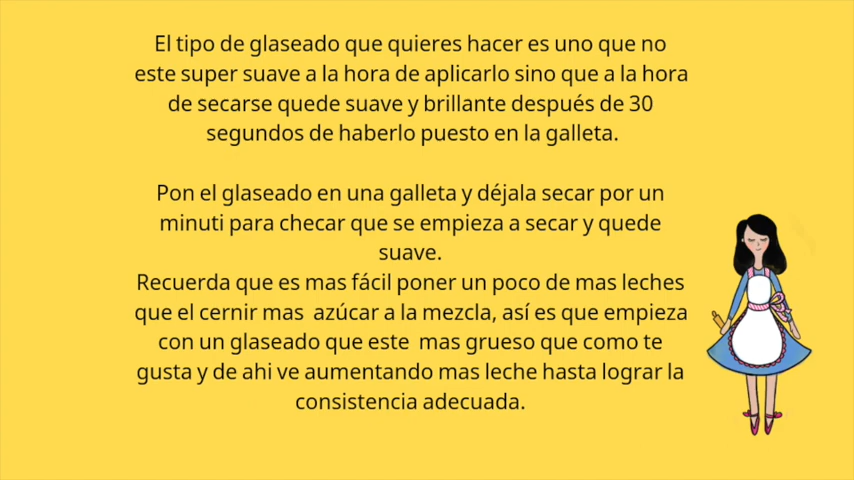 El tipo de glaseado que quieres hacer es uno que no
este super suave a la hora de aplicarlo sino que a la hora
de secarse quede suave y brillante después de 30
segundos de haberlo puesto en la galleta.
Pon el glaseado en una galleta y déjala secar por un
minuti para checar que se empieza a secar y quede
suave.
Recuerda que es mas fácil poner un poco de mas leches
que el cernir mas azúcar a la mezcla, así es que empieza
con un glaseado que este mas grueso que como te
gusta y de ahi ve aumentando mas leche hasta lograr la
consistencia adecuada.